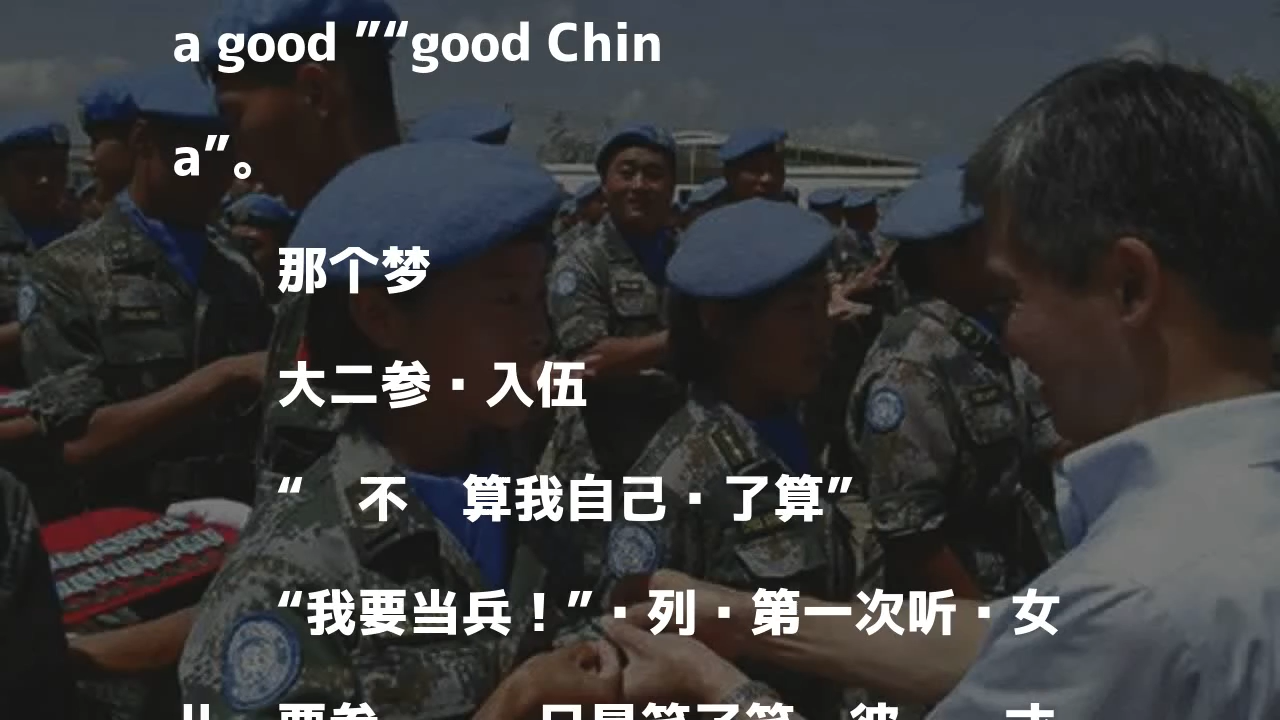 a good ”“good Chin
a”。
那个梦
大二参·入伍
“ 不 算我自己·了算”
“我要当兵！”·列·第一次听·女